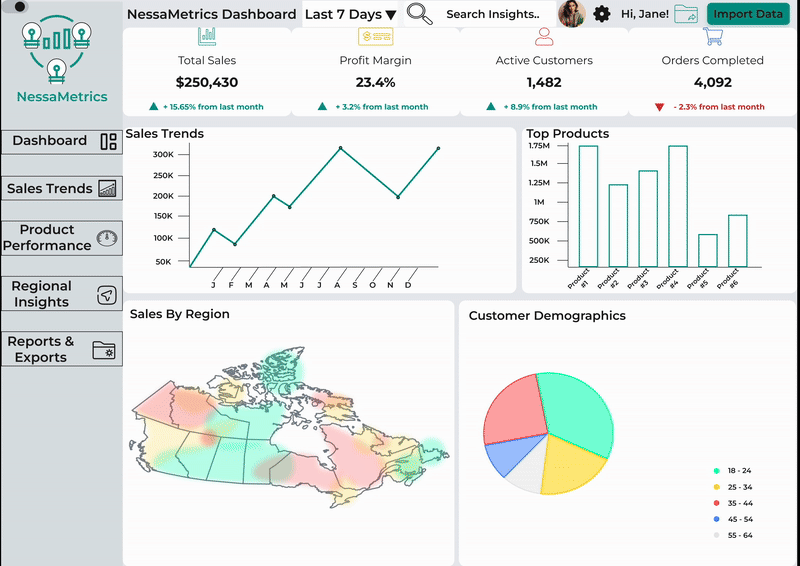 NessaMetrics Dashboard
Last 7 Days
Search Insights..
Hi, Jane!
Import Data
NessaMetrics
Dashboard
Sales Trends
Product
Performance
Regional
Insights
Reports &
Exports
Total Sales
$250,430
+ 15.65% from last month
Profit Margin
23.4%
+ 3.2% from last month
Active Customers
1,482
+ 8.9% from last month
Orders Completed
4,092
- 2.3% from last month
Sales Trends
300K
250K
200K
150K
100K
50K
J F M A M J J A S O N D
Top Products
1.75M
1.5M
1.25M
1M
750K
500K
250K
Product
#1
Product
#2
Product
#3
Product
#4
Product
#5
Product
#6
Sales By Region
Customer Demographics
18 - 24
25 - 34
35 - 44
45 - 54
55 - 64